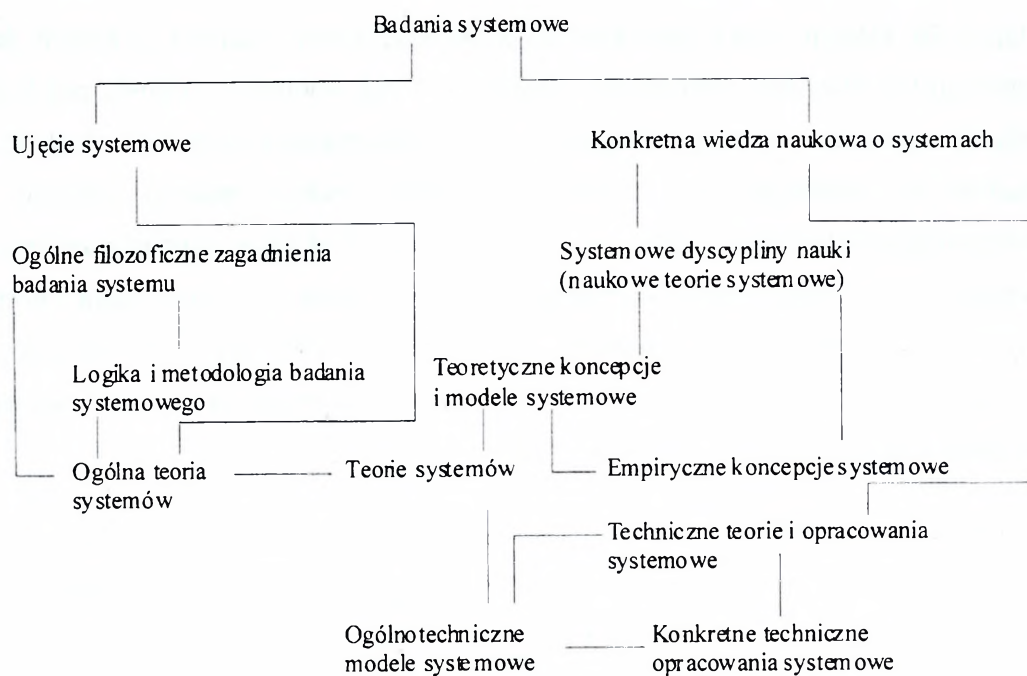 Badania systemowe
Ujęcie systemowe
Konkretna wiedza naukowa o systemach
Ogólne filozoficzne zagadnienia
badania systemu
Systemowe dyscypliny nauki
(naukowe teorie systemowe)
Logika i metodologia badania
systemowego
Teoretyczne koncepcje
i modele systemowe
Ogólna teoria
systemów
Teorie systemów
Empiryczne koncepcje systemowe
Techniczne teorie i opracowania
systemowe
Ogólnotechniczne
modele systemowe
Konkretne techniczne
opracowania systemowe